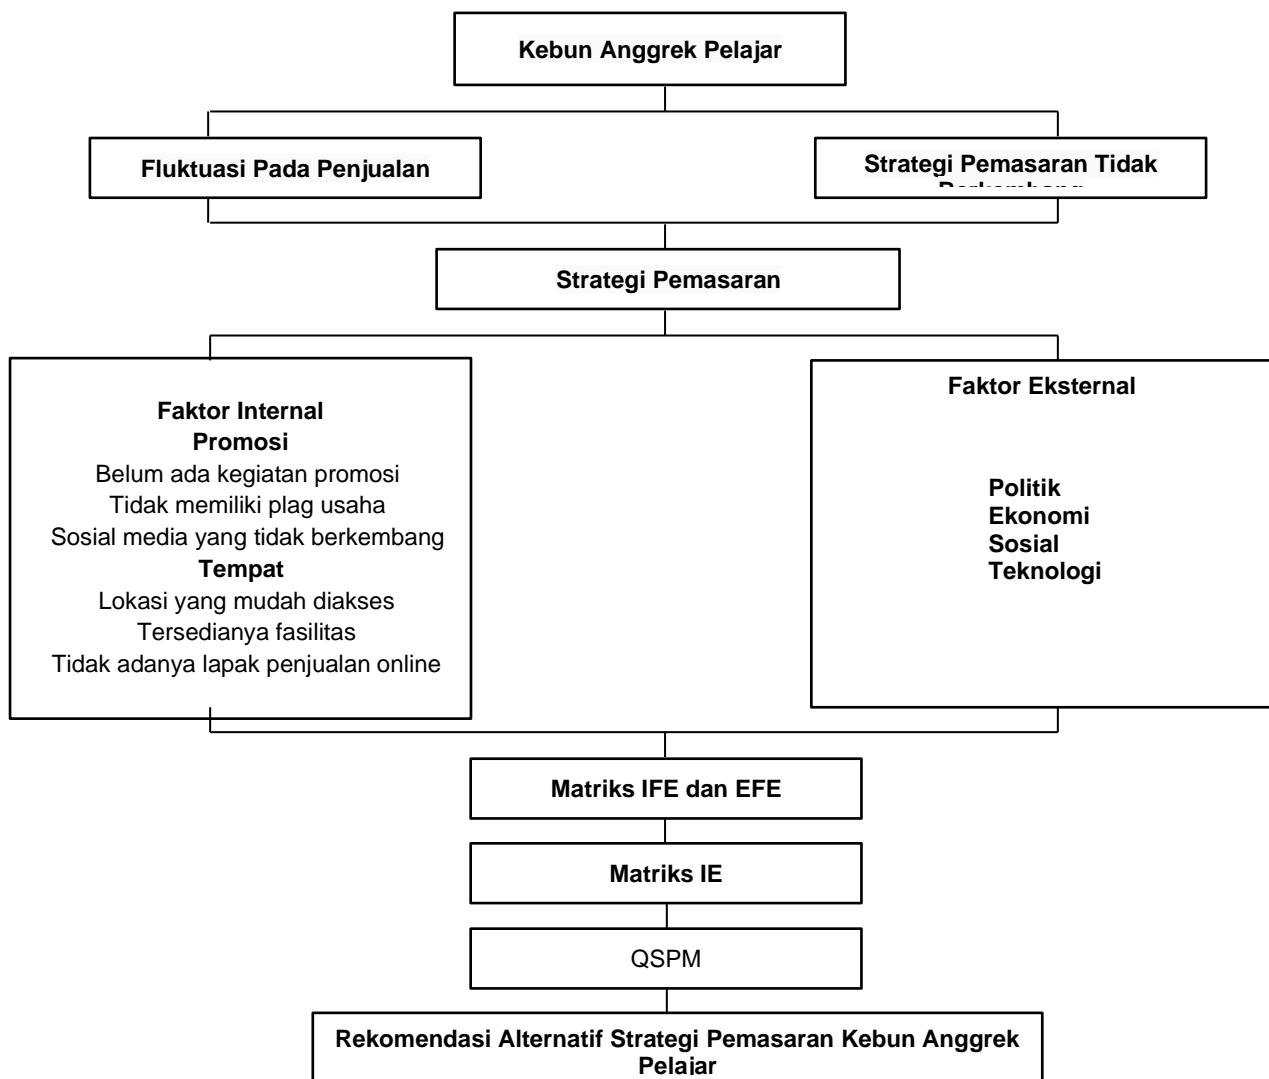 Kebun Anggrek Pelajar
Fluktuasi Pada Penjualan
Strategi Pemasaran Tidak
Strategi Pemasaran
Faktor Internal
Promosi
Belum ada kegiatan promosi
Tidak memiliki plag usaha
Sosial media yang tidak berkembang
Tempat
Lokasi yang mudah diakses
Tersedianya fasilitas
Tidak adanya lapak penjualan online
Faktor Eksternal
Politik
Ekonomi
Sosial
Teknologi
Matriks IFE dan EFE
Matriks IE
QSPM
Rekomendasi Alternatif Strategi Pemasaran Kebun Anggrek
Pelajar